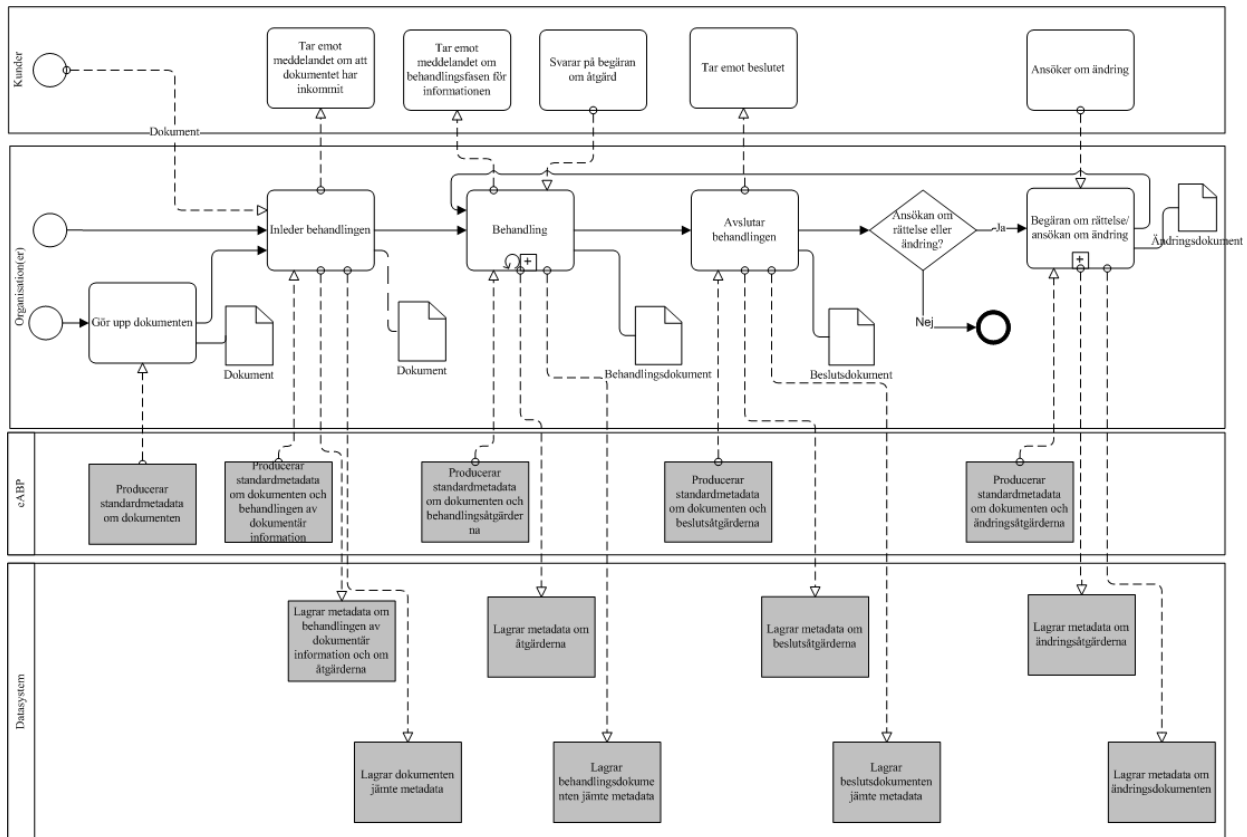 Kunder
Tar emot
meddelandet om att
dokumentet har
inkommit
Tar emot
meddelandet om
behandlingsfasen för
informationen
Svarar på begäran
om åtgärd
Tar emot beslutet
Ansöker om ändring
Dokument
Organisation(er)
Inleder behandlingen
Behandling
Avslutar
behandlingen
Ansökan om
rättelse eller
ändring?
Ja
Begäran om rättelse/
ansökan om ändring
Ändringsdokument
Gör upp dokumenten
Dokument
Dokument
Behandlingsdokument
Beslutsdokument
Nej
eABP
Producerar
standardmetadata
om dokumenten
Producerar
standardmetadata
om dokumenten och
behandlingen av
dokumentär
information
Producerar
standardmetadata
om dokumenten och
behandlingsåtgärder
na
Producerar
standardmetadata
om dokumenten och
beslutsåtgärderna
Producerar
standardmetadata
om dokumenten och
ändringsåtgärderna
Datasystem
Lagrar metadata om
behandlingen av
dokumentär
information och om
åtgärderna
Lagrar metadata om
åtgärderna
Lagrar metadata om
beslutsåtgärderna
Lagrar metadata om
ändringsåtgärderna
Lagrar dokumenten
jämte metadata
Lagrar
behandlingsdokume
nten jämte metadata
Lagrar
beslutsdokumenten
jämte metadata
Lagrar metadata om
ändringsdokumenten